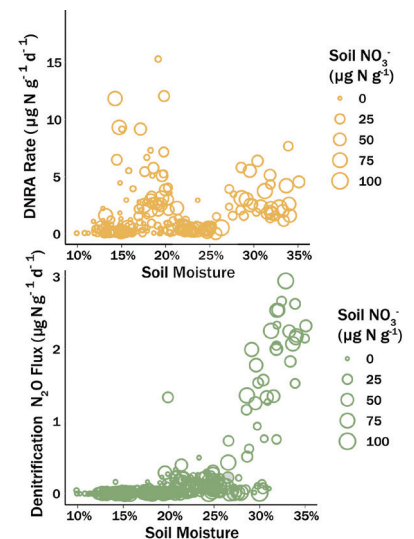 DNRA Rate (µg N g⁻¹ d⁻¹)
15
10
5
0
10% 15% 20% 25% 30% 35%
Soil Moisture
Soil NO₃⁻
(µg N g⁻¹)
0
25
50
75
100
Denitrification N₂O Flux (µg N g⁻¹ d⁻¹)
3
2
1
0
10% 15% 20% 25% 30% 35%
Soil Moisture
Soil NO₃⁻
(µg N g⁻¹)
0
25
50
75
100